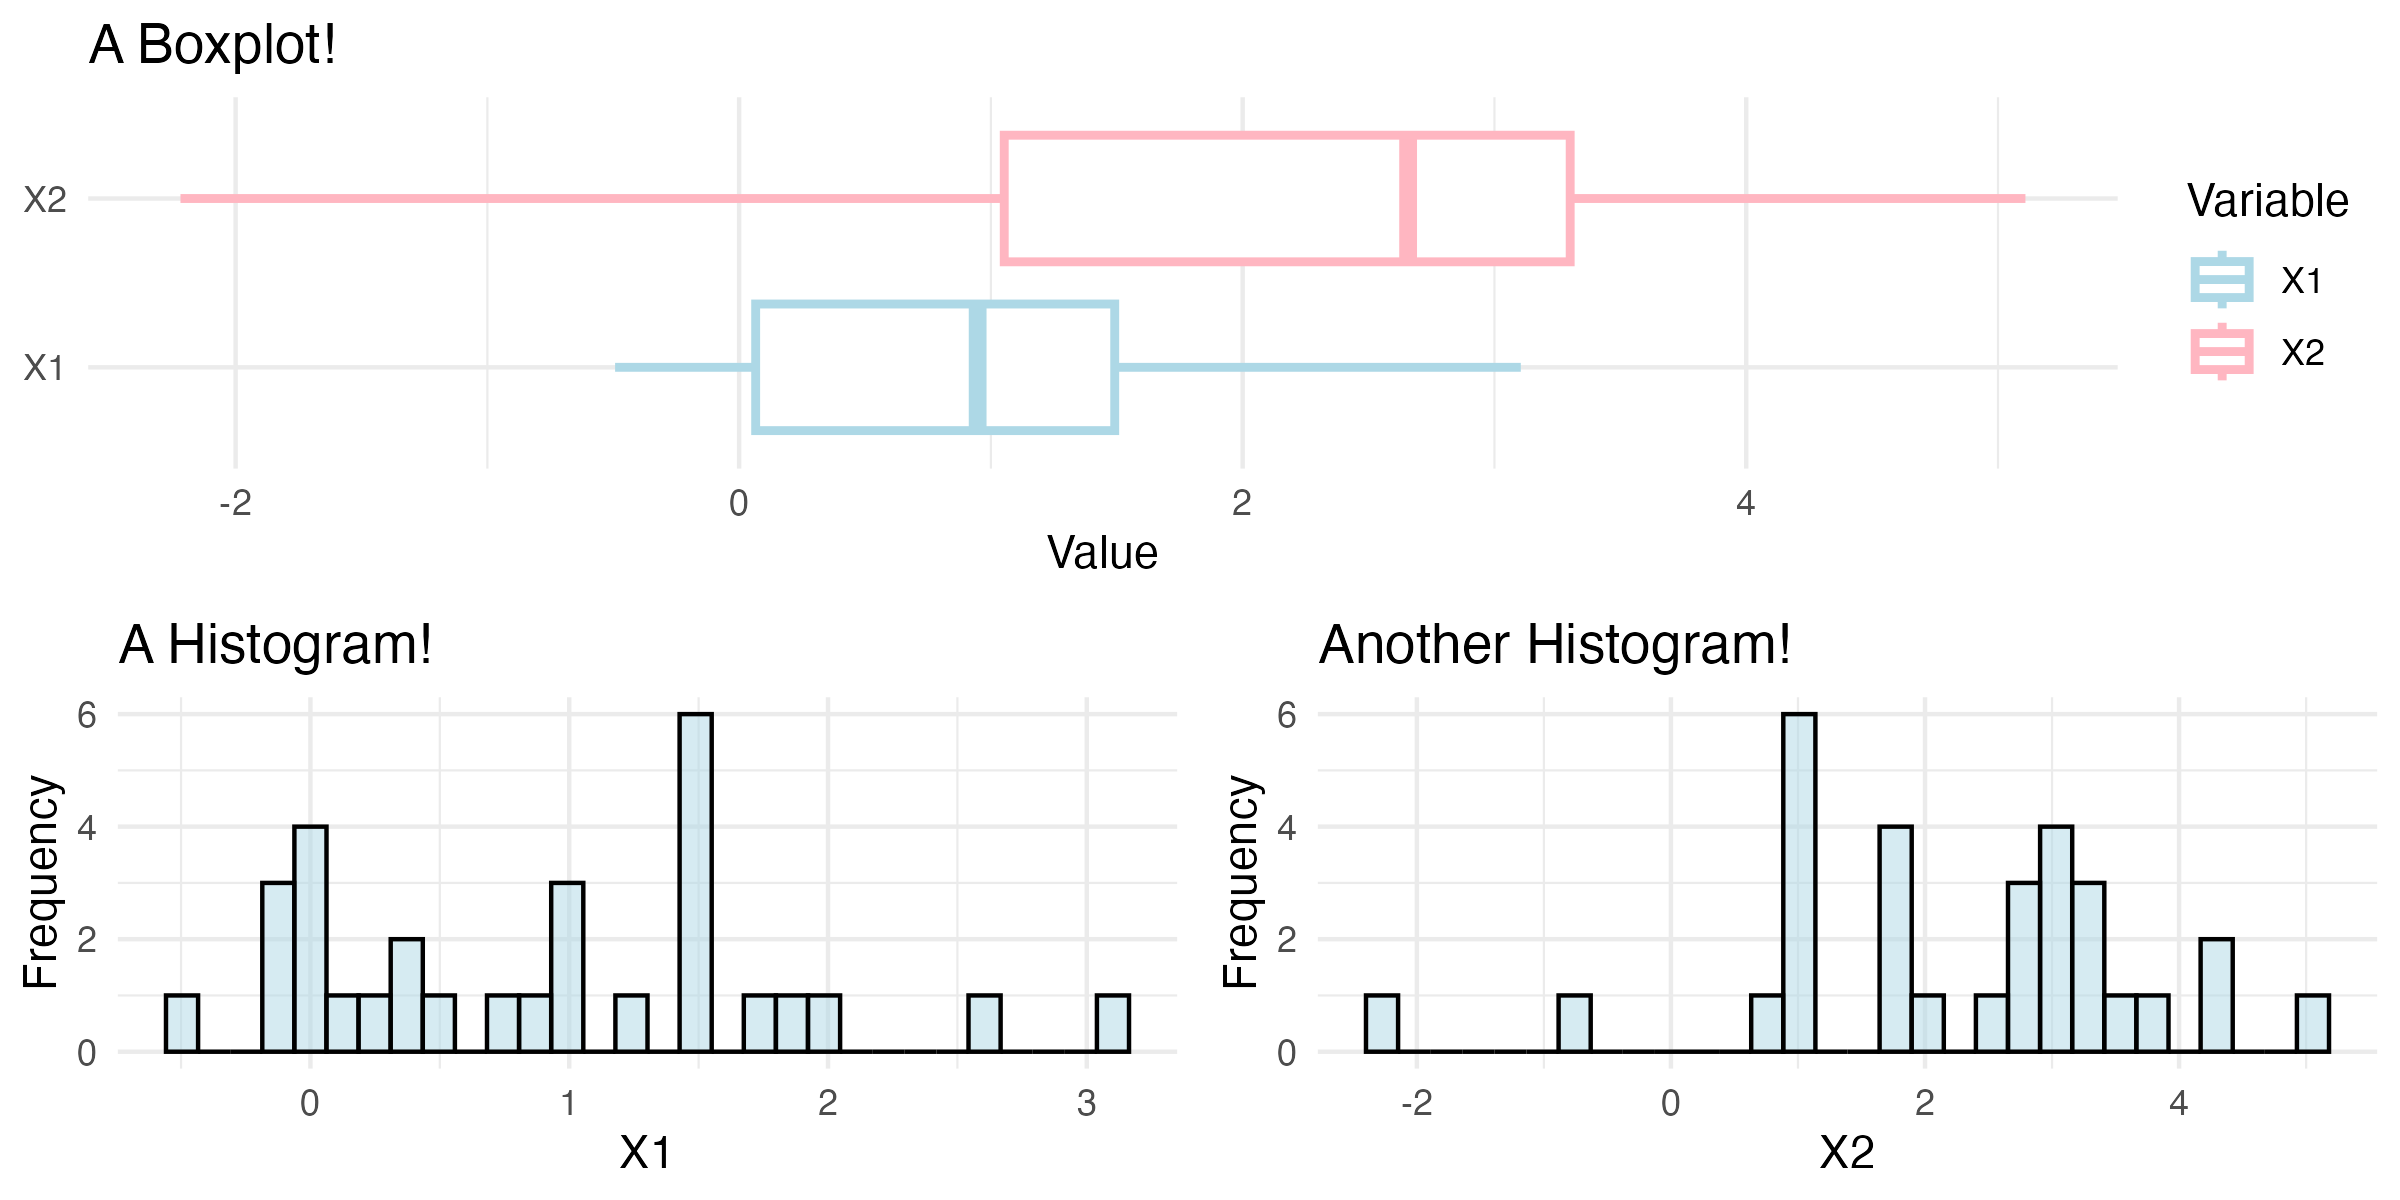 A Boxplot!
X2
X1
-2 0 2 4
Value
Variable
X1
X2
A Histogram!
6
4
2
0
Frequency
0 1 2 3
X1
Another Histogram!
6
4
2
0
Frequency
-2 0 2 4
X2